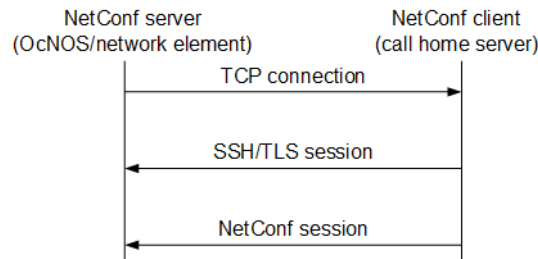 NetConf server
(OcNOS/network element)
NetConf client
(call home server)
TCP connection
SSH/TLS session
NetConf session